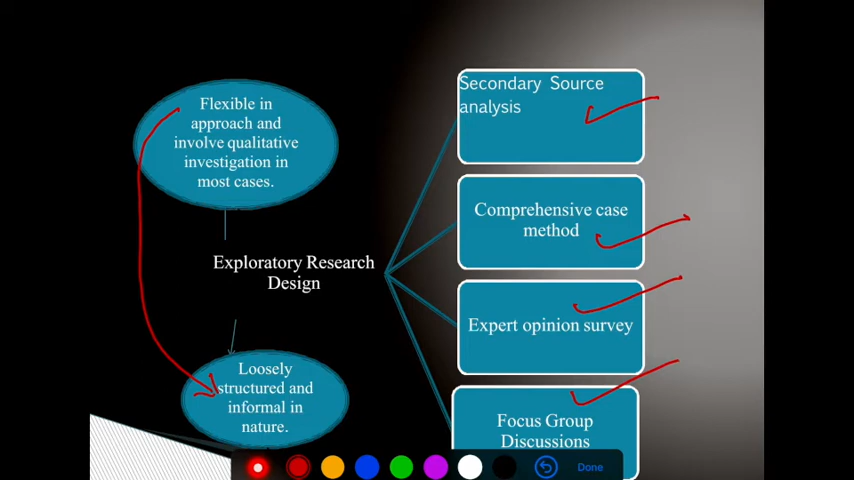 Flexible in
approach and
involve qualitative
investigation in
most cases.
Exploratory Research
Design
Loosely
structured and
informal in
nature.
Secondary Source
analysis
Comprehensive case
method
Expert opinion survey
Focus Group
Discussions
Done